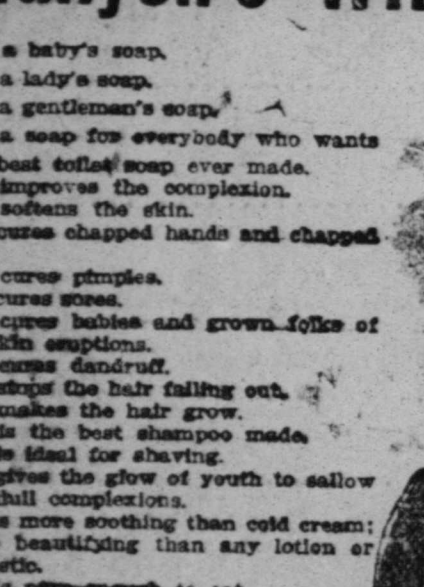 a baby's soap.
a lady's soap.
a gentleman's soap.
a soap for everybody who wants
best toilet soap ever made.
improves the complexion.
softens the skin.
cures chapped hands and chapped
cures pimples.
cures sores.
cures babies and grown folks of
skin eruptions.
cures dandruff.
stops the hair falling out.
makes the hair grow.
is the best shampoo made.
is ideal for shaving.
gives the glow of youth to sallow
dull complexions.
s more soothing than cold cream;
beautifying than any lotion or